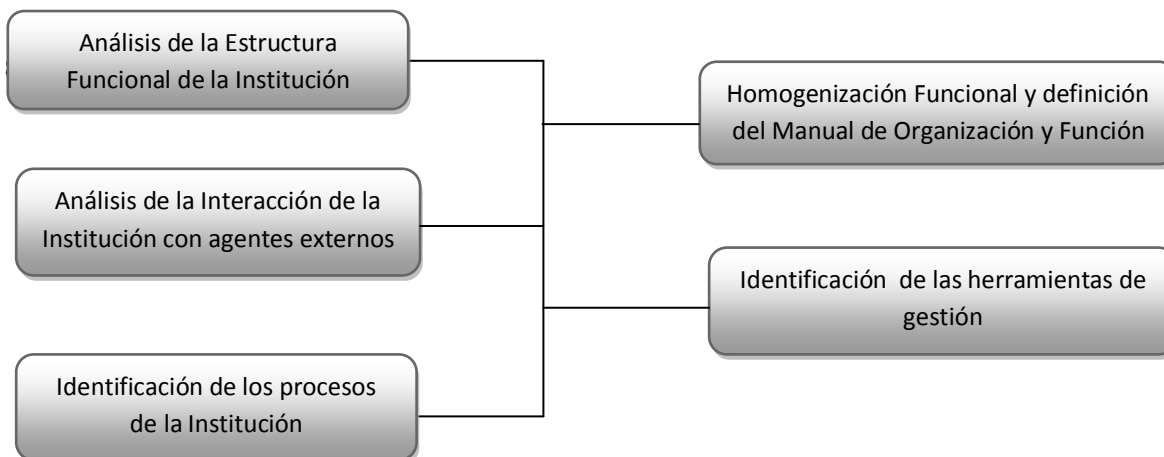 Análisis de la Estructura
Funcional de la Institución
Análisis de la Interacción de la
Institución con agentes externos
Identificación de los procesos
de la Institución
Homogenización Funcional y definición
del Manual de Organización y Función
Identificación de las herramientas de
gestión